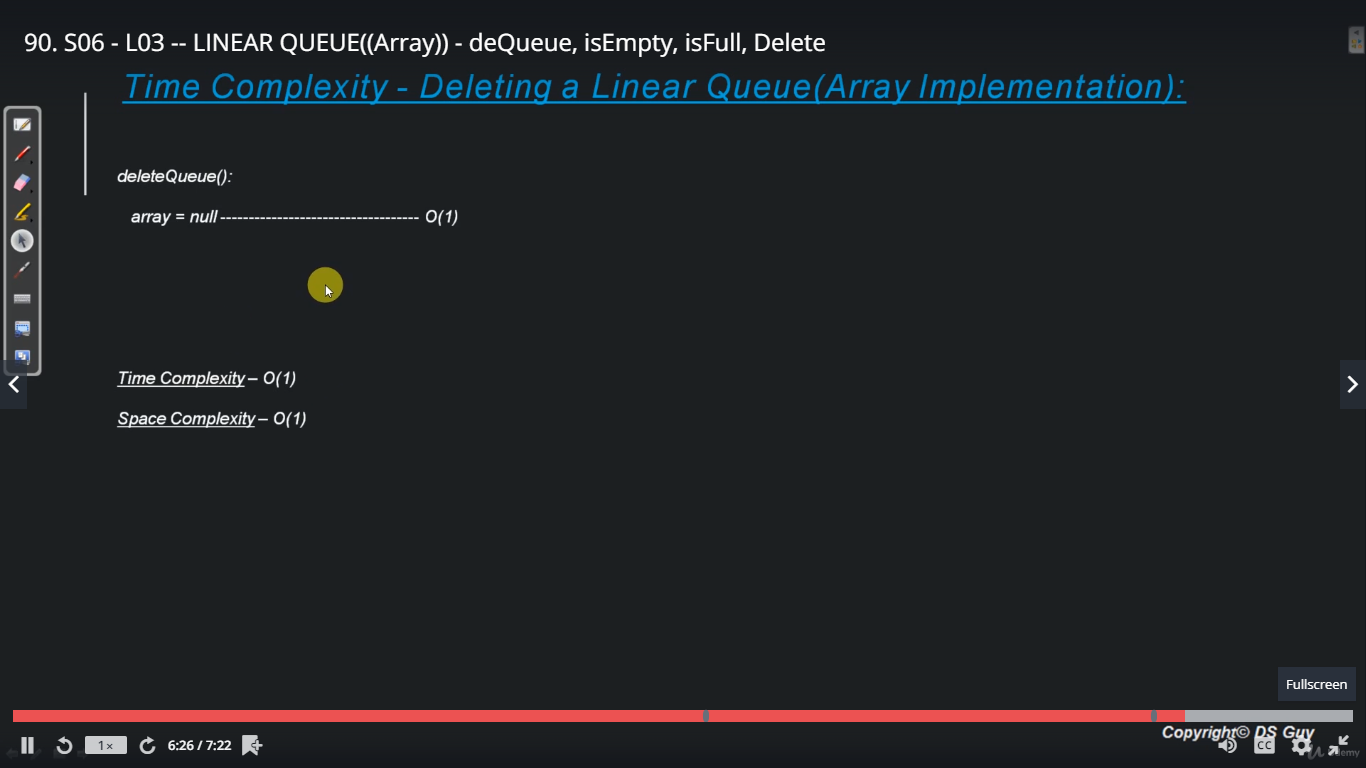 90. S06 - L03 -- LINEAR QUEUE((Array)) - deQueue, isEmpty, isFull, Delete
Time Complexity - Deleting a Linear Queue(Array Implementation):
deleteQueue():
array = null ----------------------------------- O(1)
Time Complexity – O(1)
Space Complexity – O(1)
Fullscreen
Copyright© DS Guy
1×
6:26 / 7:22
CC